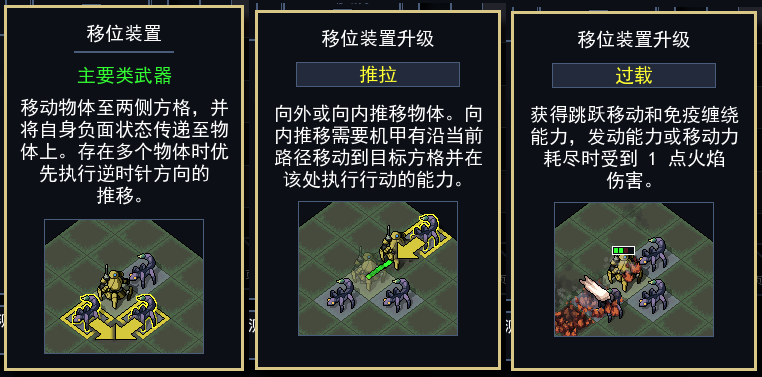 移位装置
主要类武器
移动物体至两侧方格，并
将自身负面状态传递至物
体上。存在多个物体时优
先执行逆时针方向的
推移。
移位装置升级
推拉
向外或向内推移物体。向
内推移需要机甲有沿当前
路径移动到目标方格并在
该处执行行动的能力。
移位装置升级
过载
获得跳跃移动和免疫缠绕
能力，发动能力或移动力
耗尽时受到 1 点火焰
伤害。